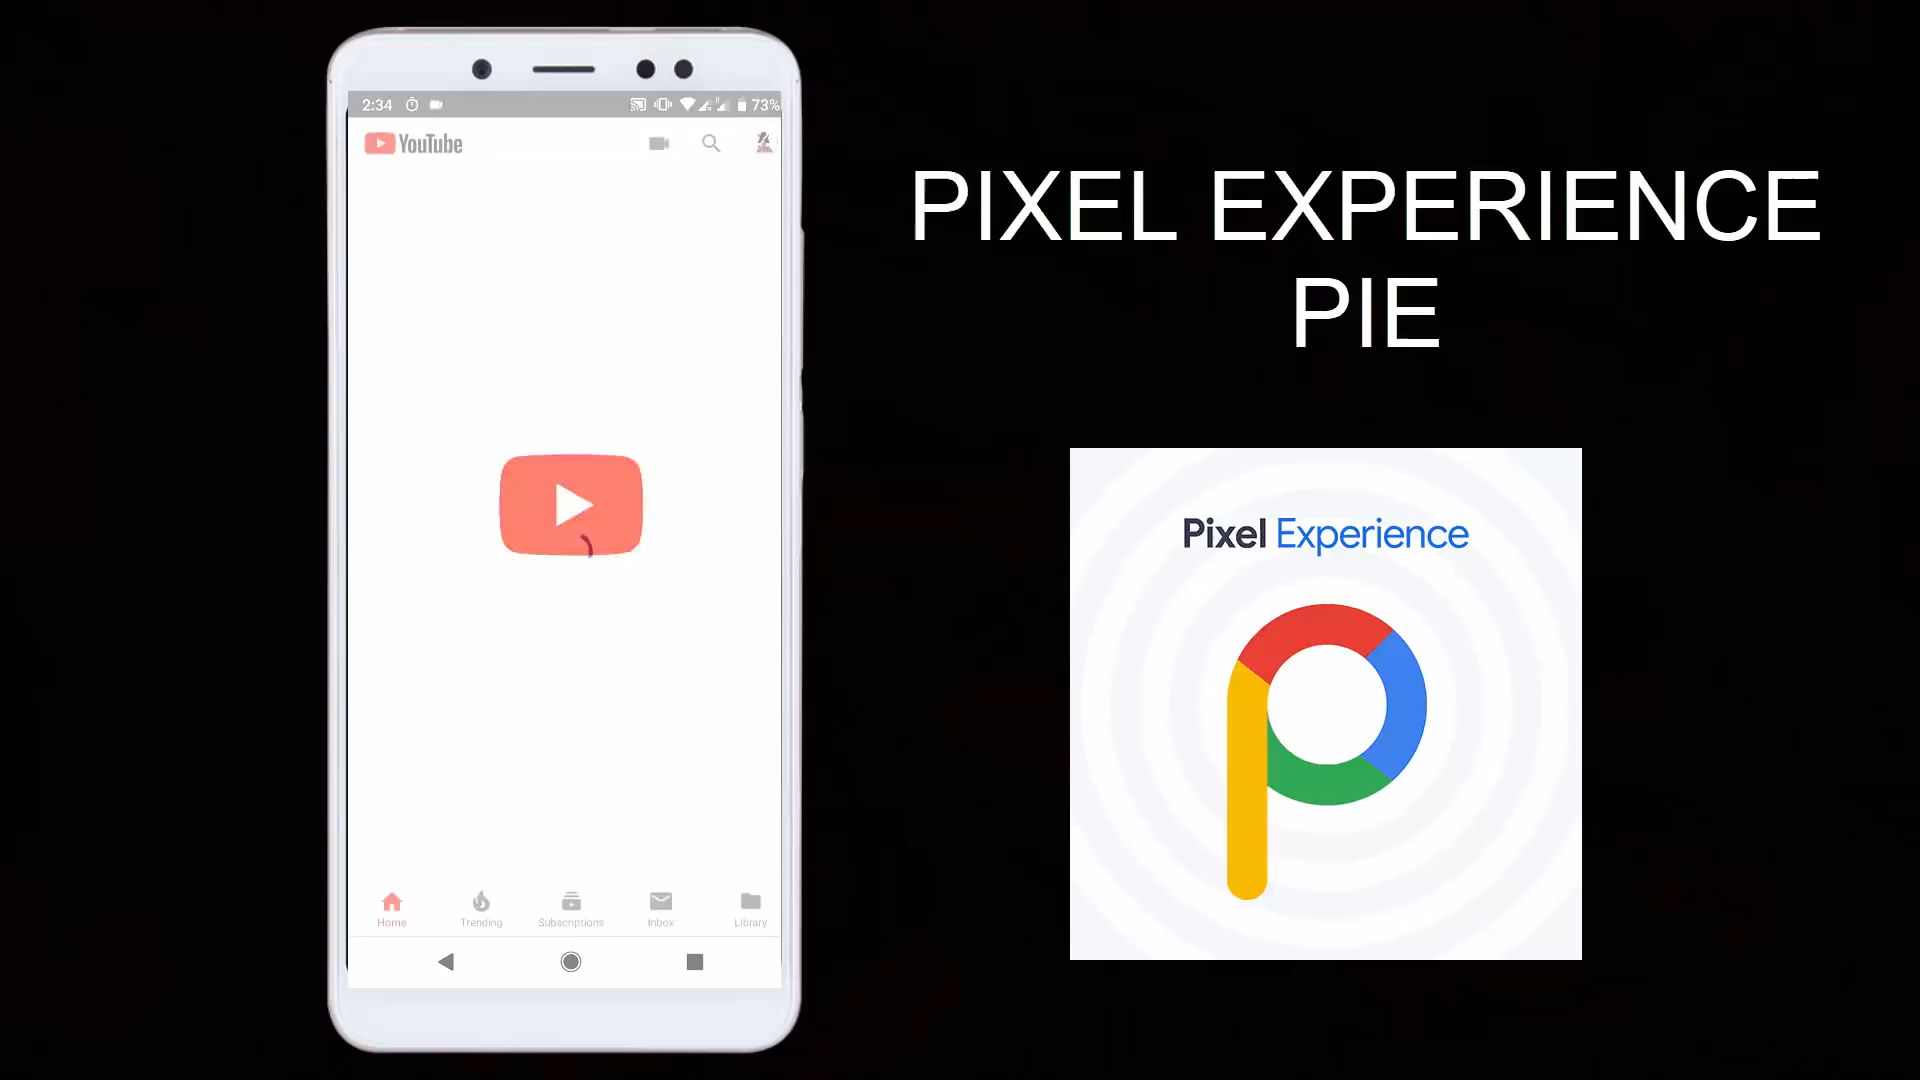 2:34
73%
YouTube
Home
Trending
Subscriptions
Inbox
Library
PIXEL EXPERIENCE
PIE
Pixel Experience